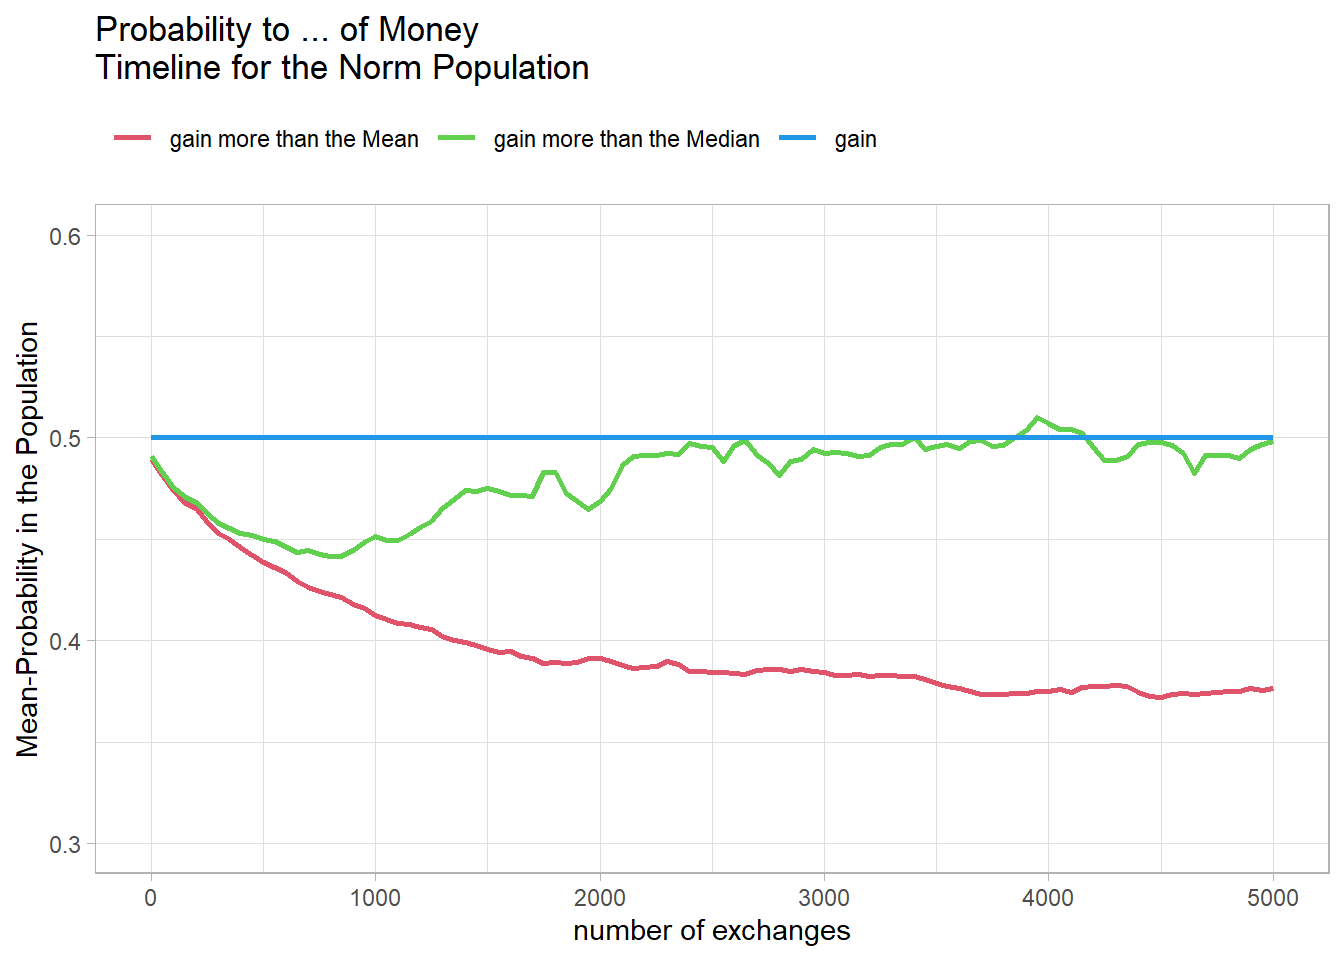 Probability to ... of Money
Timeline for the Norm Population
gain more than the Mean gain more than the Median gain
Mean-Probability in the Population
0.6
0.5
0.4
0.3
0 1000 2000 3000 4000 5000
number of exchanges